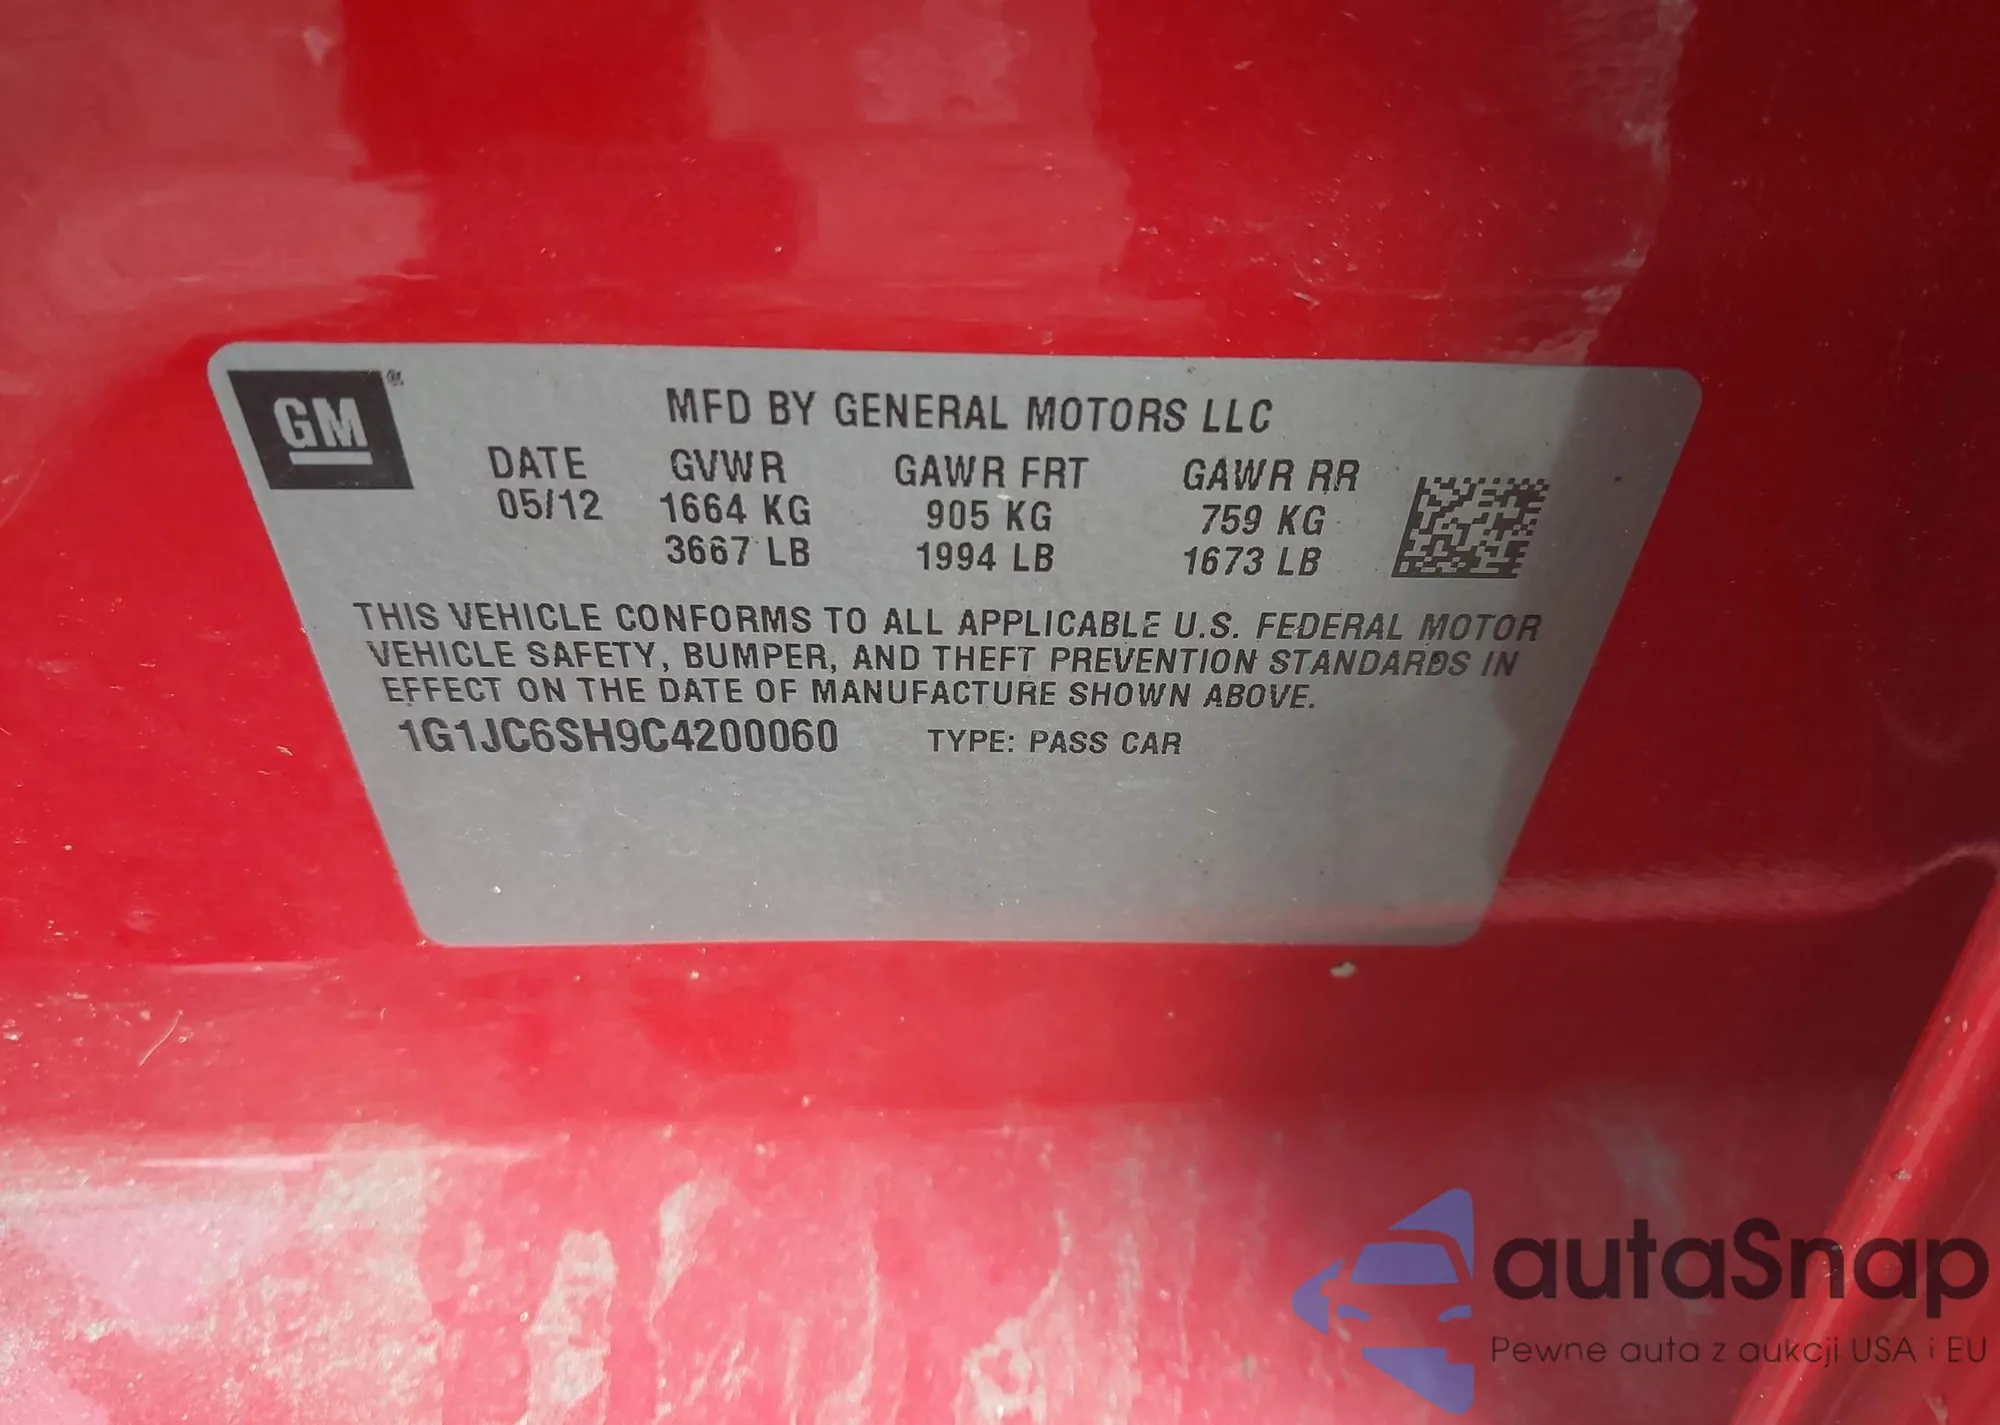 GM®
MFD BY GENERAL MOTORS LLC
DATE GVWR GAWR FRT GAWR RR
05/12 1664 KG 905 KG 759 KG
3667 LB 1994 LB 1673 LB
THIS VEHICLE CONFORMS TO ALL APPLICABLE U.S. FEDERAL MOTOR
VEHICLE SAFETY, BUMPER, AND THEFT PREVENTION STANDARDS IN
EFFECT ON THE DATE OF MANUFACTURE SHOWN ABOVE.
1G1JC6SH9C4200060 TYPE: PASS CAR
autaSnap
Pewne auta z aukcji USA i EU